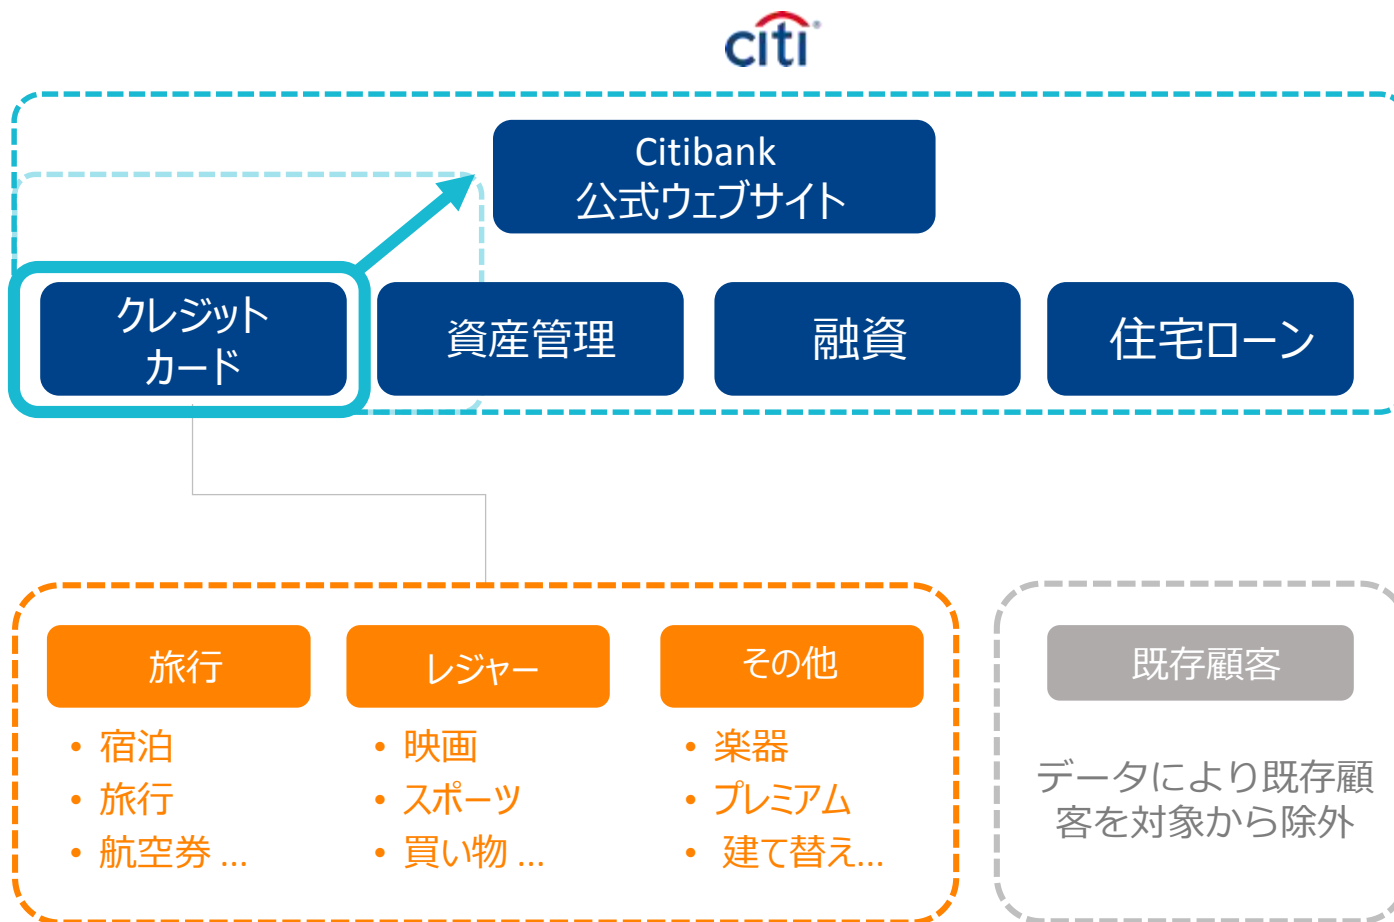 citi®
Citibank
公式ウェブサイト
クレジット
カード
資産管理
融資
住宅ローン
旅行
• 宿泊
• 旅行
• 航空券 ...
レジャー
• 映画
• スポーツ
• 買い物 ...
その他
• 楽器
• プレミアム
• 建て替え...
既存顧客
データにより既存顧
客を対象から除外